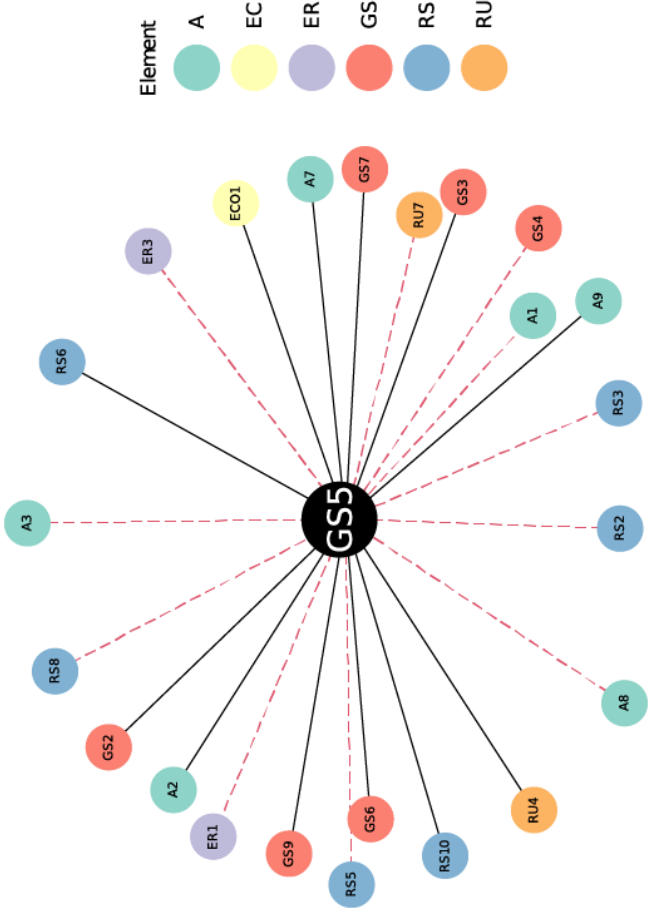 Element
A
EC
ER
GS
RS
RU
GS7
A7
GS3
ECO1
RU7
GS4
ER3
A9
A1
RS6
RS3
GS5
A3
RS2
RS8
A8
GS2
A2
RU4
GS6
ER1
GS9
RS10
RS5